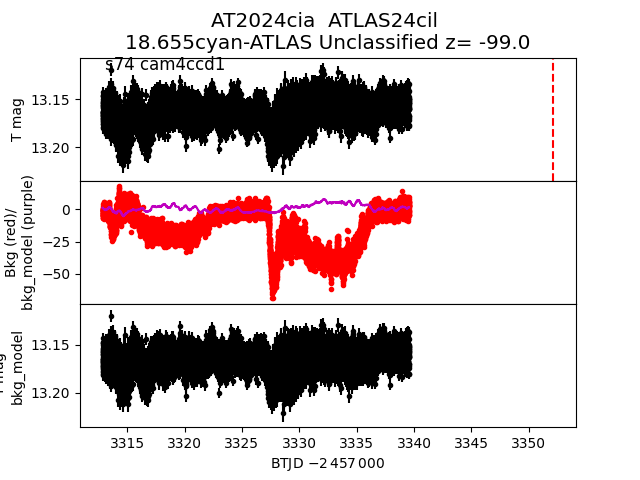 AT2024cia  ATLAS24cil
18.655cyan-ATLAS Unclassified z= -99.0
s74 cam4ccd1
T mag
13.15
13.20
Bkg (red)/
bkg_model (purple)
0
−25
−50
bkg_model
13.15
13.20
3315 3320 3325 3330 3335 3340 3345 3350
BTJD −2 457 000